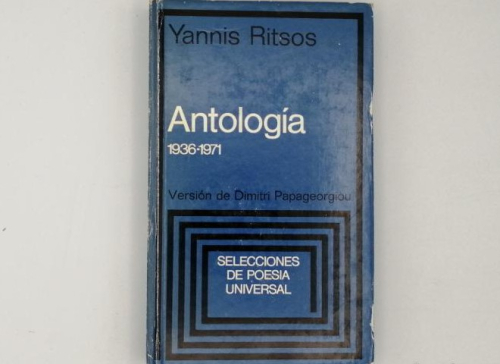 Yannis Ritsos
Antología
1936-1971
Versión de Dimitri Papageorgiou
SELECCIONES
DE POESIA
UNIVERSAL